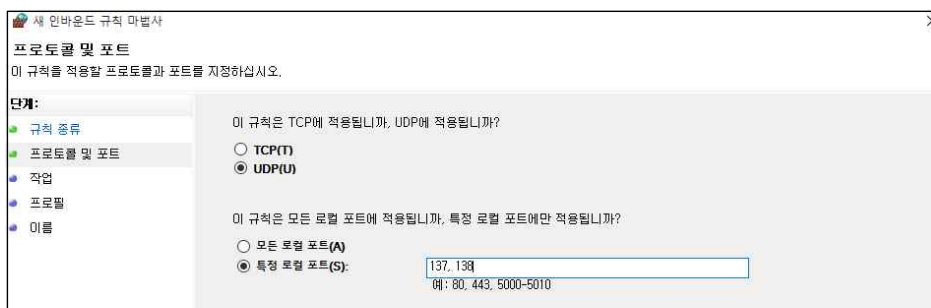 새 인바운드 규칙 마법사
프로토콜 및 포트
이 규칙을 적용할 프로토콜과 포트를 지정하십시오.
단계:
규칙 종류
프로토콜 및 포트
작업
프로필
이름
이 규칙은 TCP에 적용됩니까, UDP에 적용됩니까?
TCP(T)
UDP(U)
이 규칙은 모든 로컬 포트에 적용됩니까, 특정 로컬 포트에만 적용됩니까?
모든 로컬 포트(A)
특정 로컬 포트(S):
137, 138
예: 80, 443, 5000-5010